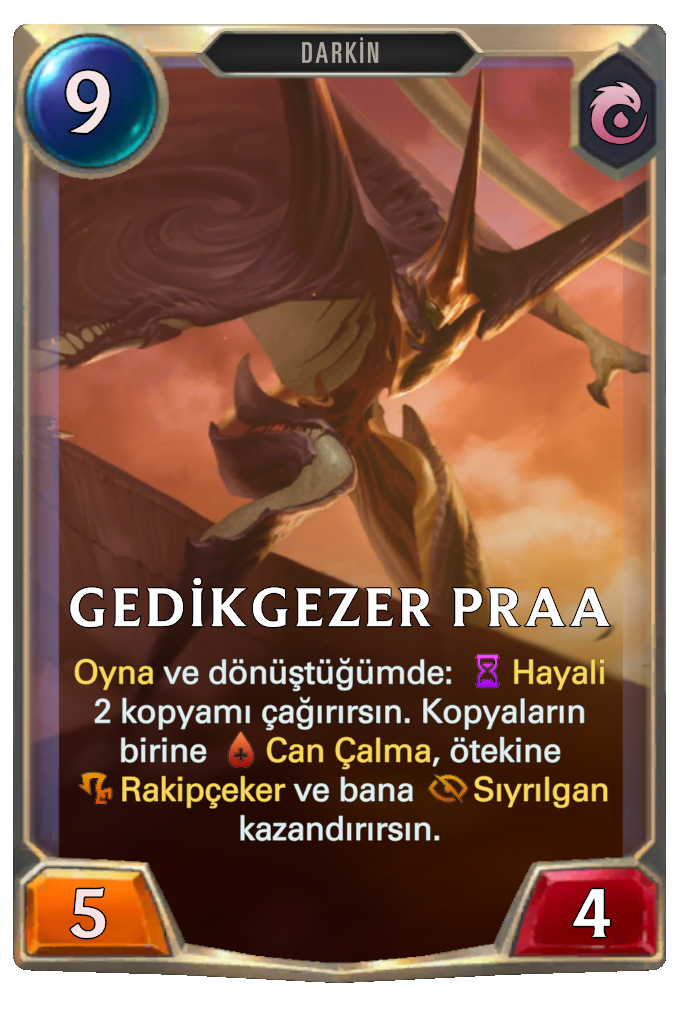 9
DARKİN
GEDİKGEZER PRAA
Oyna ve dönüştüğümde: Hayali
2 kopyamı çağırırsın. Kopyaların
birine Can Çalma, ötekine
Rakipçeker ve bana Sıyrılgan
kazandırırsın.
5
4